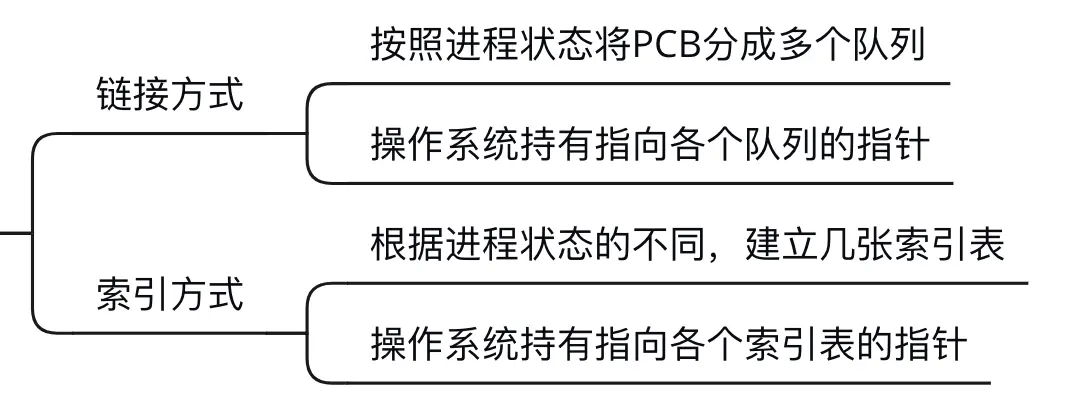 按照进程状态将PCB分成多个队列
链接方式
操作系统持有指向各个队列的指针
根据进程状态的不同，建立几张索引表
索引方式
操作系统持有指向各个索引表的指针